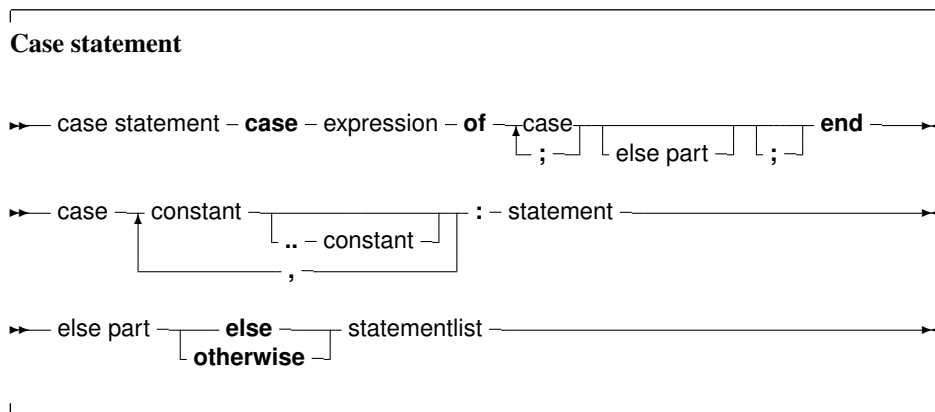 Case statement
case statement case expression of case else part ; end
;
case constant .. constant : statement
,
else part else statementlist
otherwise